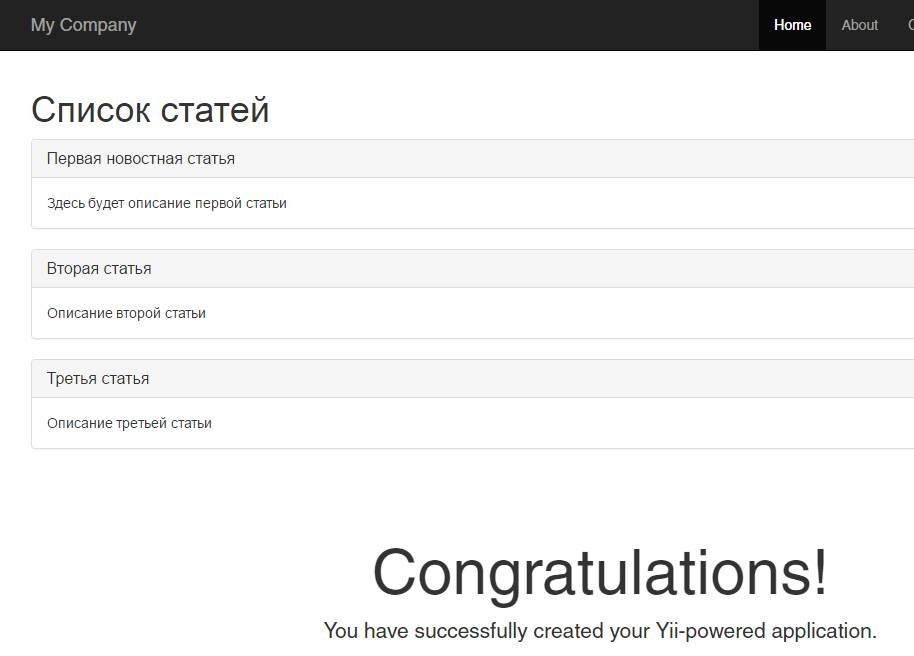 My Company Home About
Список статей
Первая новостная статья
Здесь будет описание первой статьи
Вторая статья
Описание второй статьи
Третья статья
Описание третьей статьи
Congratulations!
You have successfully created your Yii-powered application.